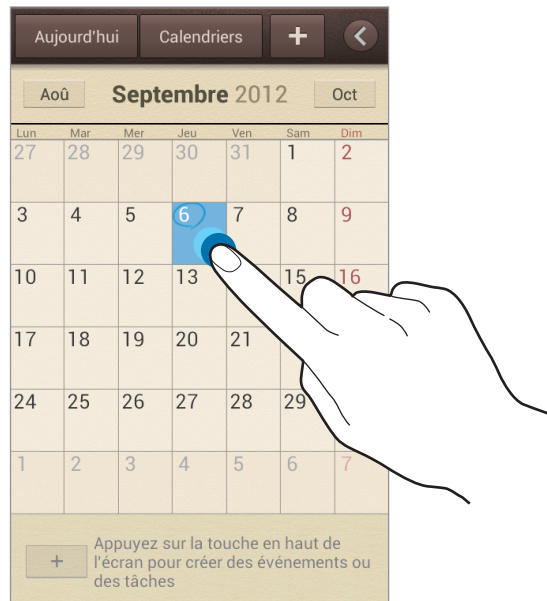 Aujourd'hui Calendriers +
Aoû Septembre 2012 Oct
Lun Mar Mer Jeu Ven Sam Dim
27 28 29 30 31 1 2
3 4 5 6 7 8 9
10 11 12 13 15 16
17 18 19 20 21
24 25 26 27 28 29
1 2 3 4 5 6 7
+
Appuyez sur la touche en haut de
l'écran pour créer des événements ou
des tâches